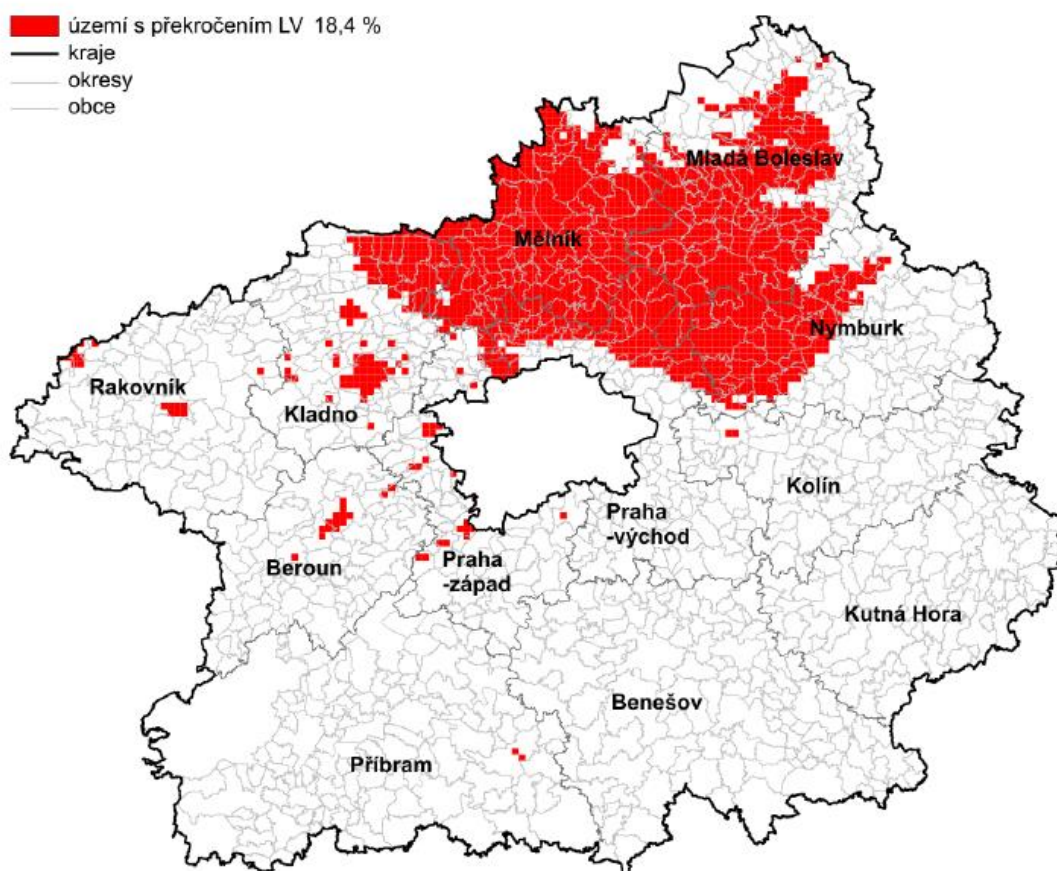 území s překročením LV 18,4 %
kraje
okresy
obce
Mladá Boleslav
Mělník
Nymburk
Rakovník
Kladno
Kolín
Praha
-východ
Beroun
Praha
-západ
Kutná Hora
Benešov
Příbram